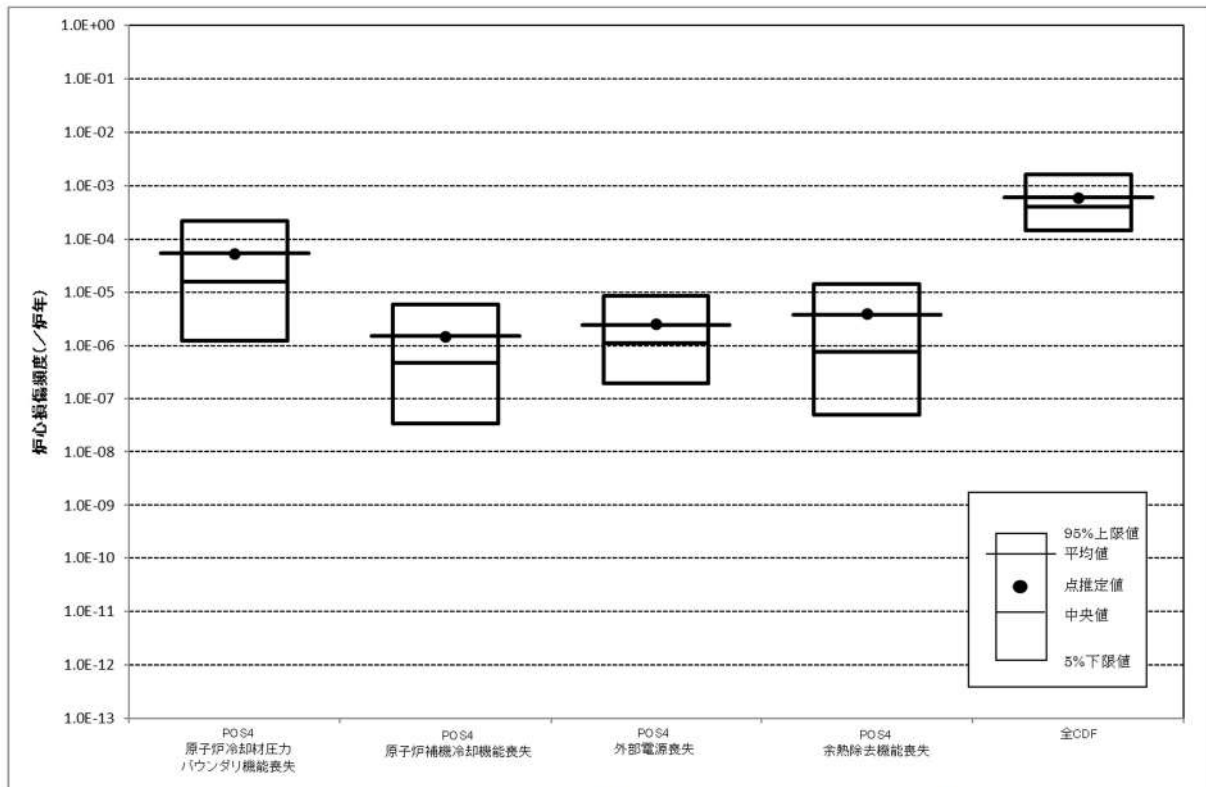 炉心損傷頻度(／炉年)
1.0E+00
1.0E-01
1.0E-02
1.0E-03
1.0E-04
1.0E-05
1.0E-06
1.0E-07
1.0E-08
1.0E-09
1.0E-10
1.0E-11
1.0E-12
1.0E-13
95%上限値
平均値
点推定値
中央値
5%下限値
POS4
原子炉冷却材圧力
バウンダリ機能喪失
POS4
原子炉補機冷却機能喪失
POS4
外部電源喪失
POS4
余熱除去機能喪失
全CDF